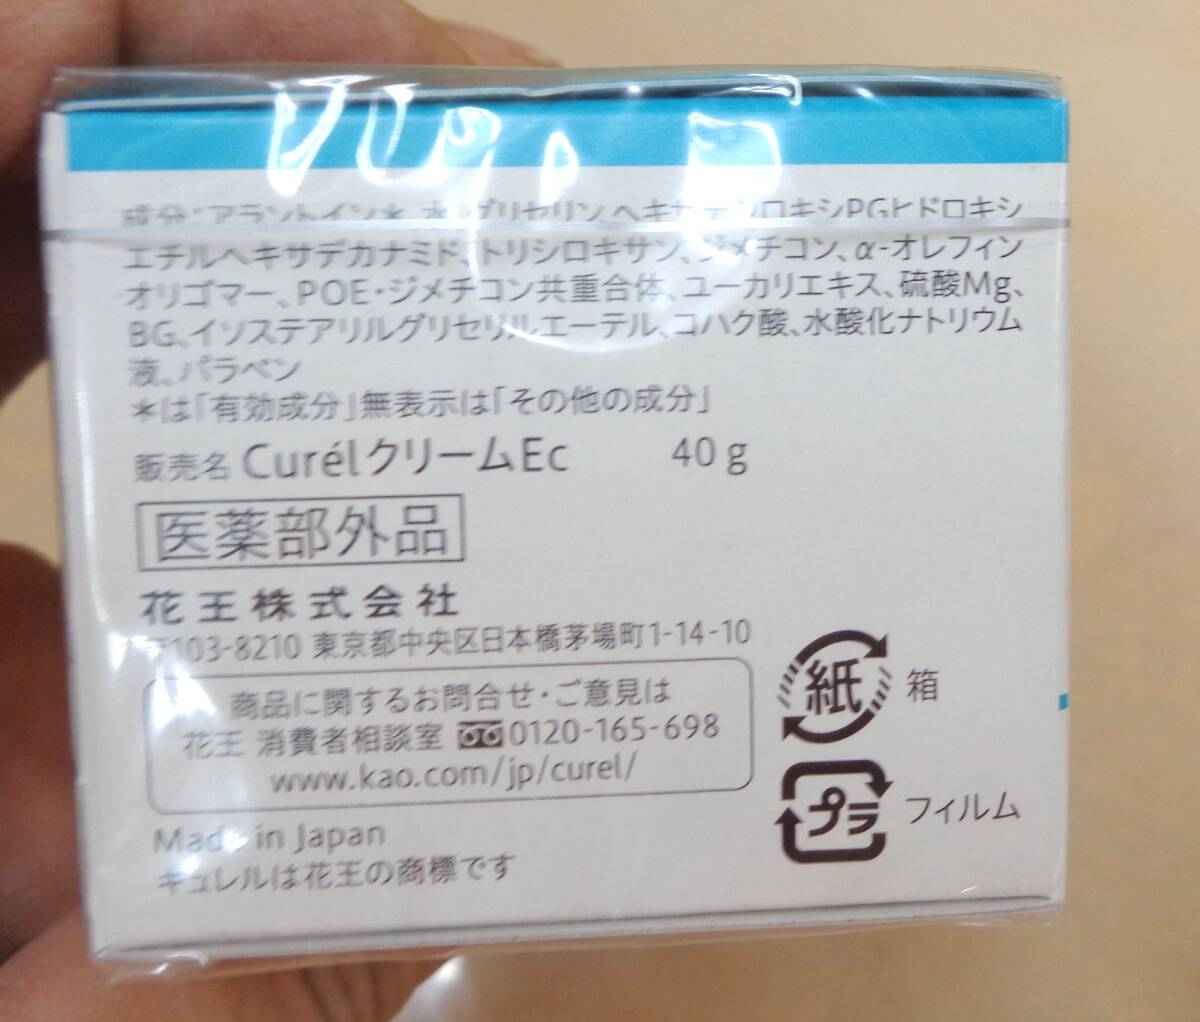 成分:アラントイン*、水、グリセリン、ヘキサデシロキシPGヒドロキシ
エチルヘキサデカナミド、トリシロキサン、ジメチコン、α-オレフィン
オリゴマー、POE・ジメチコン共重合体、ユーカリエキス、硫酸Mg、
BG、イソステアリルグリセリルエーテル、コハク酸、水酸化ナトリウム
液、パラベン
*は「有効成分」無表示は「その他の成分」
販売名 Curélクリーム Ec 40 g
医薬部外品
花王株式会社
〒103-8210 東京都中央区日本橋茅場町1-14-10
商品に関するお問合せ・ご意見は
花王 消費者相談室 0120-165-698
www.kao.com/jp/curel/
Made in Japan
キュレルは花王の商標です
紙 箱
プラ フィルム